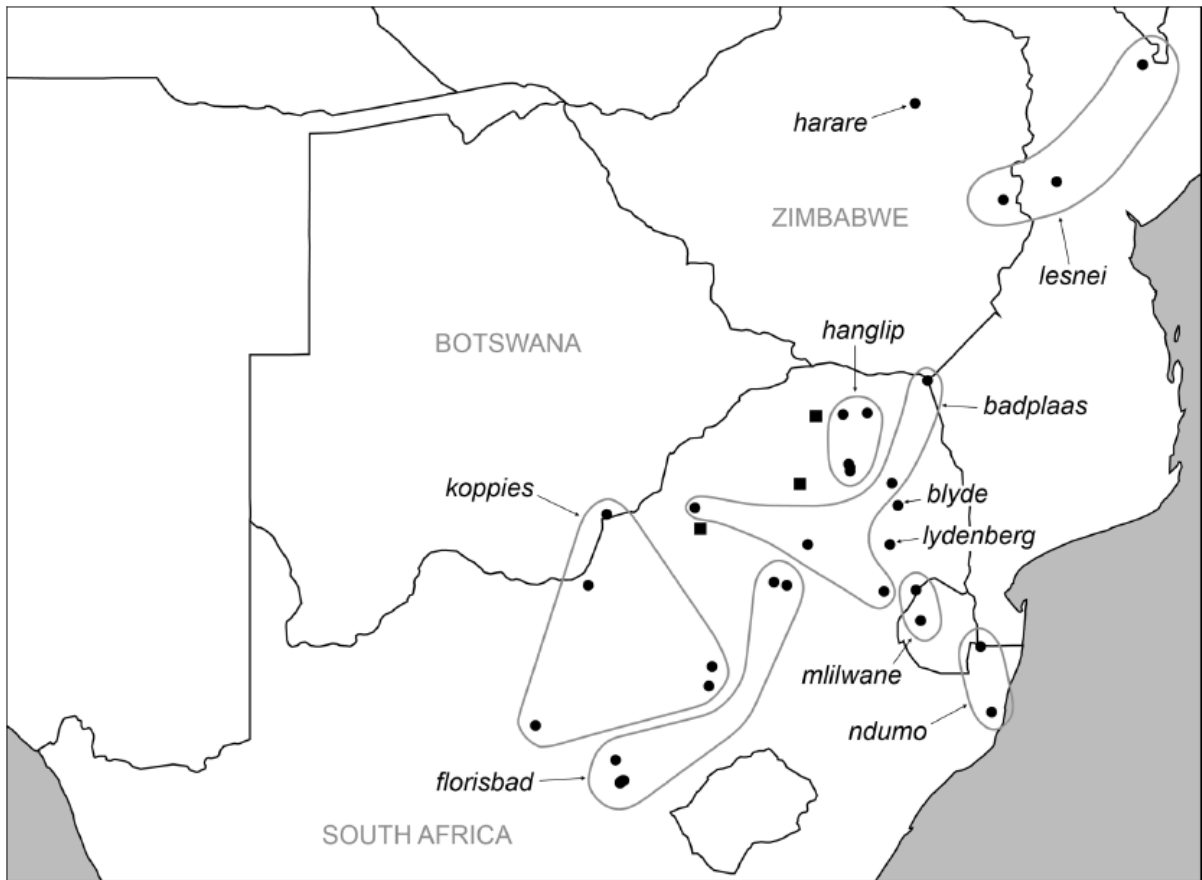 harare
ZIMBABWE
lesnei
hanglip
BOTSWANA
badplaas
koppies
blyde
lydenberg
mlilwane
ndumo
florisbad
SOUTH AFRICA